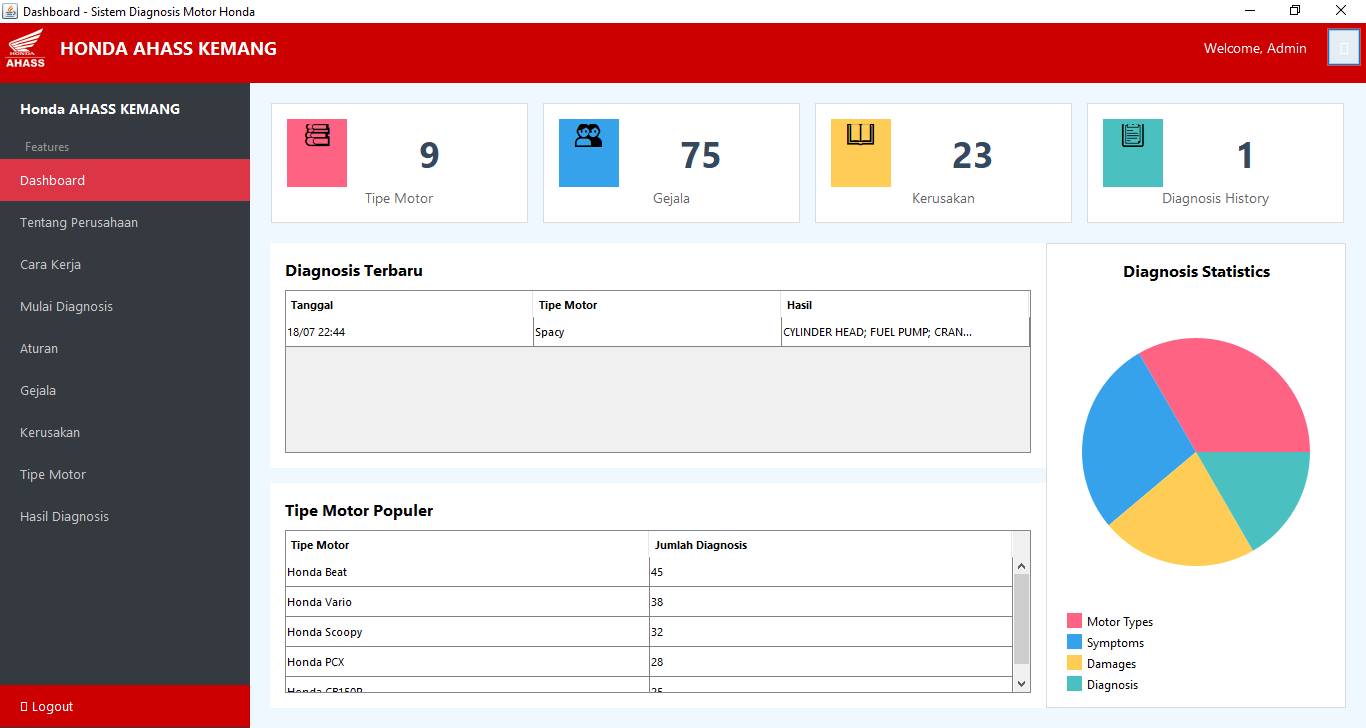 Dashboard - Sistem Diagnosis Motor Honda
HONDA
AHASS
HONDA AHASS KEMANG
Welcome, Admin
Honda AHASS KEMANG
Features
Dashboard
Tentang Perusahaan
Cara Kerja
Mulai Diagnosis
Aturan
Gejala
Kerusakan
Tipe Motor
Hasil Diagnosis
Logout
9
Tipe Motor
75
Gejala
23
Kerusakan
1
Diagnosis History
Diagnosis Terbaru
Tanggal Tipe Motor Hasil
18/07 22:44 Spacy CYLINDER HEAD; FUEL PUMP; CRAN...
Tipe Motor Populer
Tipe Motor Jumlah Diagnosis
Honda Beat 45
Honda Vario 38
Honda Scoopy 32
Honda PCX 28
Honda CB150R 25
Diagnosis Statistics
Motor Types
Symptoms
Damages
Diagnosis